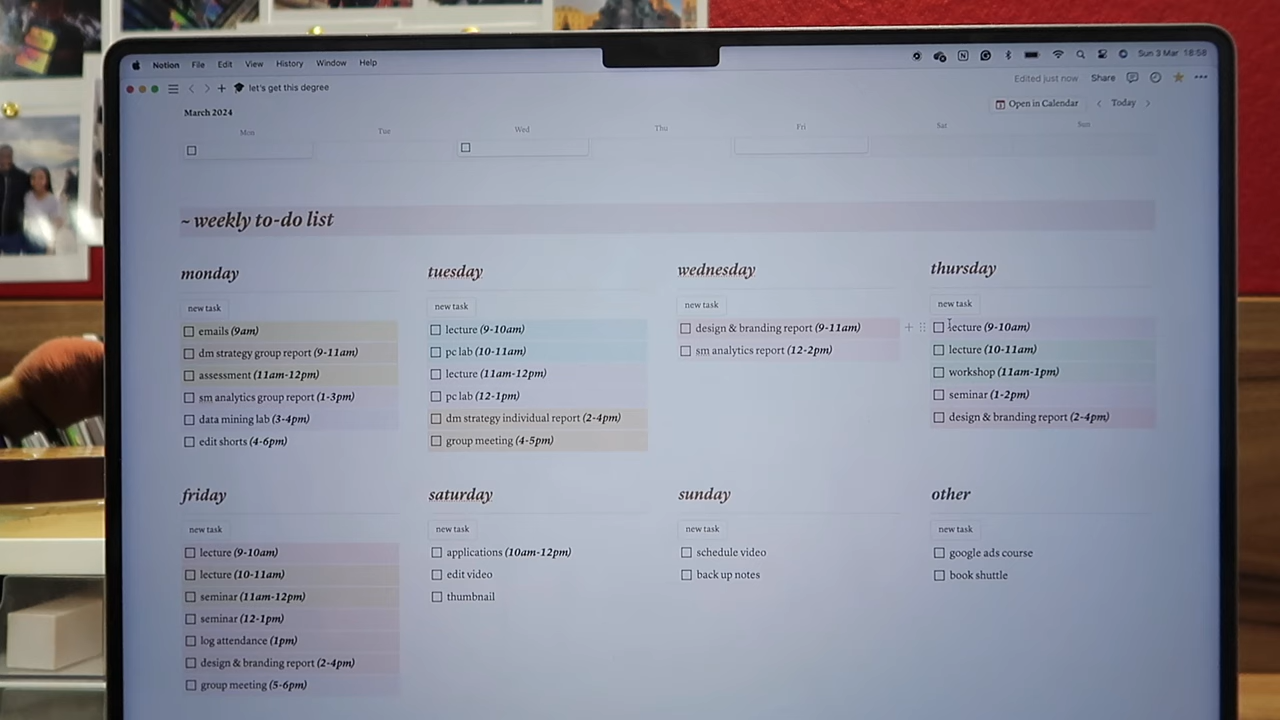 Notion File Edit View History Window Help
Sun 3 Mar 18:58
let's get this degree
Edited just now Share
March 2024
Open in Calendar
Today
Mon Tue Wed Thu Fri Sat Sun
~ weekly to-do list
monday
new task
emails (9am)
dm strategy group report (9-11am)
assessment (11am-12pm)
sm analytics group report (1-3pm)
data mining lab (3-4pm)
edit shorts (4-6pm)
tuesday
new task
lecture (9-10am)
pc lab (10-11am)
lecture (11am-12pm)
pc lab (12-1pm)
dm strategy individual report (2-4pm)
group meeting (4-5pm)
wednesday
new task
design & branding report (9-11am)
sm analytics report (12-2pm)
thursday
new task
lecture (9-10am)
lecture (10-11am)
workshop (11am-1pm)
seminar (1-2pm)
design & branding report (2-4pm)
friday
new task
lecture (9-10am)
lecture (10-11am)
seminar (11am-12pm)
seminar (12-1pm)
log attendance (1pm)
design & branding report (2-4pm)
group meeting (5-6pm)
saturday
new task
applications (10am-12pm)
edit video
thumbnail
sunday
new task
schedule video
back up notes
other
new task
google ads course
book shuttle